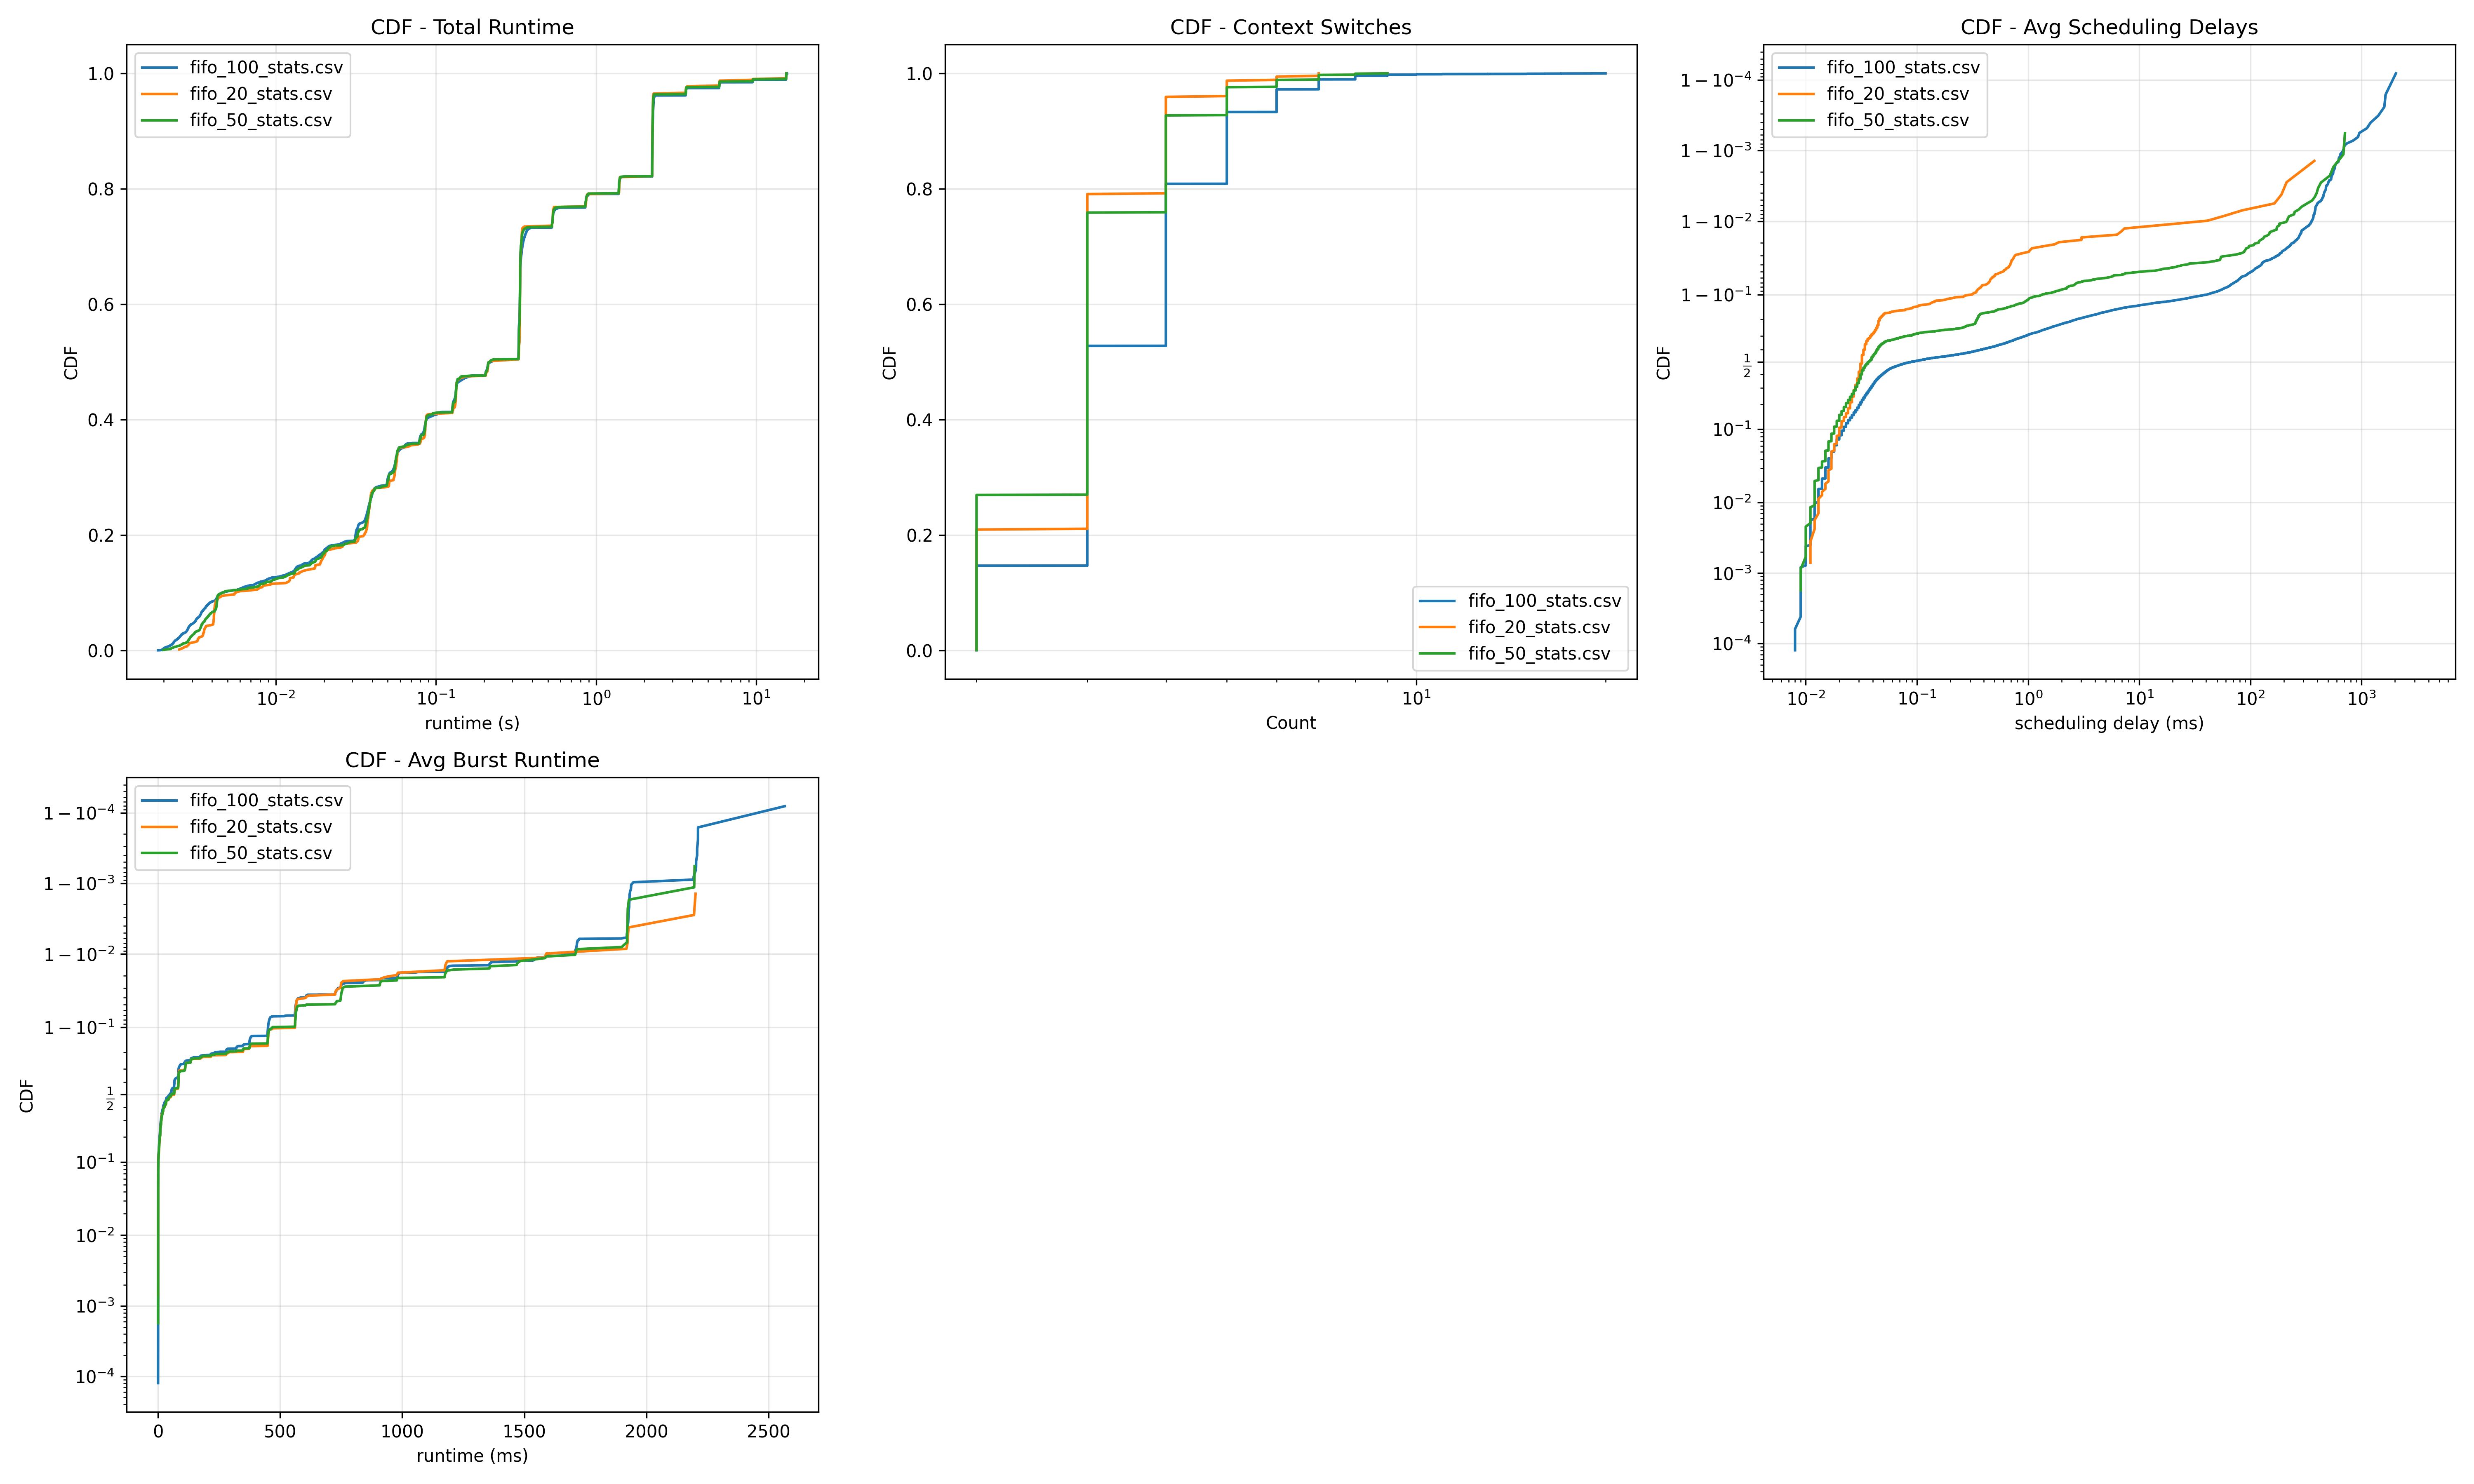 CDF - Total Runtime
fifo_100_stats.csv
fifo_20_stats.csv
fifo_50_stats.csv
CDF
1.0
0.8
0.6
0.4
0.2
0.0
10⁻² 10⁻¹ 10⁰ 10¹
runtime (s)
CDF - Context Switches
CDF
1.0
0.8
0.6
0.4
0.2
0.0
fifo_100_stats.csv
fifo_20_stats.csv
fifo_50_stats.csv
10¹
Count
CDF - Avg Scheduling Delays
fifo_100_stats.csv
fifo_20_stats.csv
fifo_50_stats.csv
CDF
1 − 10⁻⁴
1 − 10⁻³
1 − 10⁻²
1 − 10⁻¹
1/2
10⁻¹
10⁻²
10⁻³
10⁻⁴
10⁻² 10⁻¹ 10⁰ 10¹ 10² 10³
scheduling delay (ms)
CDF - Avg Burst Runtime
fifo_100_stats.csv
fifo_20_stats.csv
fifo_50_stats.csv
CDF
1 − 10⁻⁴
1 − 10⁻³
1 − 10⁻²
1 − 10⁻¹
1/2
10⁻¹
10⁻²
10⁻³
10⁻⁴
0 500 1000 1500 2000 2500
runtime (ms)